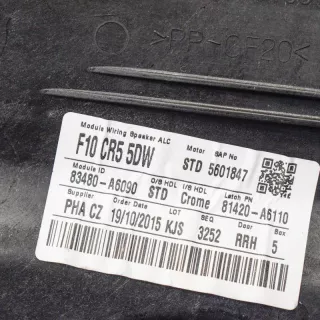 >PP-GF30<
Module Wiring Speaker ALC Motor SAP No
F10 CR5 5DW STD 5601847
Module ID O/S HDL I/S HDL Latch PN
83480-A6090 STD Crome 81420-A6110
Supplier Order Date LOT SEQ Door Box
PHA CZ 19/10/2015 KJS 3252 RRH 5